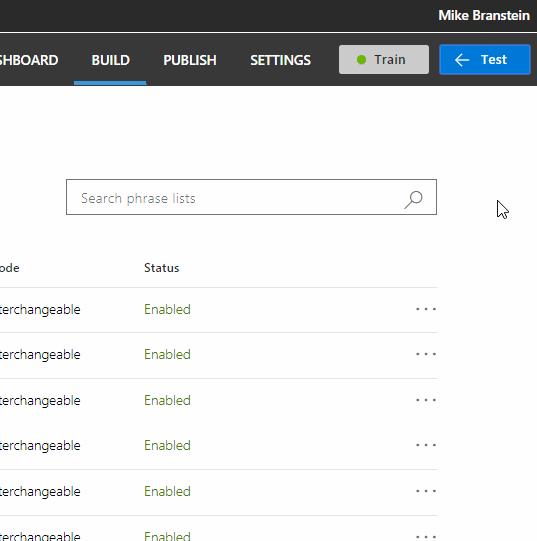 Mike Branstein
SHBOARD BUILD PUBLISH SETTINGS Train Test
Search phrase lists
ode Status
terchangeable Enabled
terchangeable Enabled
terchangeable Enabled
terchangeable Enabled
terchangeable Enabled
terchangeable Enabled